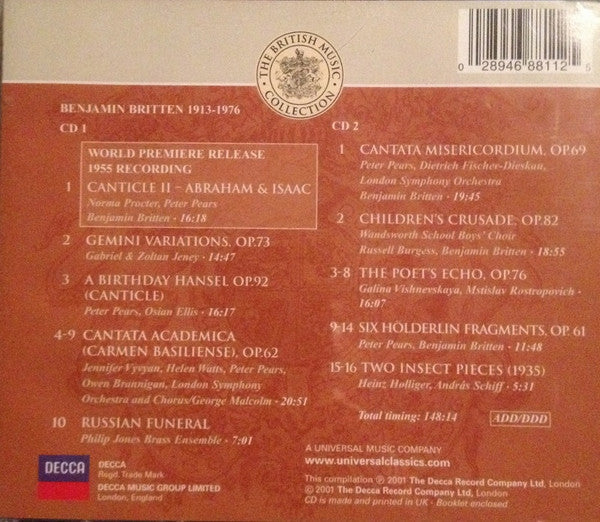 THE BRITISH MUSIC
COLLECTION
0 28946 88112 5
BENJAMIN BRITTEN 1913-1976
CD 1
WORLD PREMIERE RELEASE
1955 RECORDING
1 CANTICLE II – ABRAHAM & ISAAC
Norma Procter, Peter Pears
Benjamin Britten · 16:18
2 GEMINI VARIATIONS, OP.73
Gabriel & Zoltan Jeney · 14:47
3 A BIRTHDAY HANSEL OP.92
(CANTICLE)
Peter Pears, Osian Ellis · 16:17
4-9 CANTATA ACADEMICA
(CARMEN BASILIENSE), OP.62
Jennifer Vyvyan, Helen Watts, Peter Pears,
Owen Brannigan, London Symphony
Orchestra and Chorus/George Malcolm · 20:51
10 RUSSIAN FUNERAL
Philip Jones Brass Ensemble · 7:01
CD 2
1 CANTATA MISERICORDIUM, OP.69
Peter Pears, Dietrich Fischer-Dieskau,
London Symphony Orchestra
Benjamin Britten · 19:45
2 CHILDREN'S CRUSADE, OP.82
Wandsworth School Boys' Choir
Russell Burgess, Benjamin Britten · 18:55
3-8 THE POET'S ECHO, OP.76
Galina Vishnevskaya, Mstislav Rostropovich ·
16:07
9-14 SIX HÖLDERLIN FRAGMENTS, OP.61
Peter Pears, Benjamin Britten · 11:48
15-16 TWO INSECT PIECES (1935)
Heinz Holliger, András Schiff · 5:31
Total timing: 148:14 ADD/DDD
DECCA
DECCA
Regd. Trade Mark
DECCA MUSIC GROUP LIMITED
London, England
A UNIVERSAL MUSIC COMPANY
www.universalclassics.com
This compilation ℗ 2001 The Decca Record Company Ltd., London
© 2001 The Decca Record Company Ltd, London
CD is made and printed in UK · Booklet enclosed